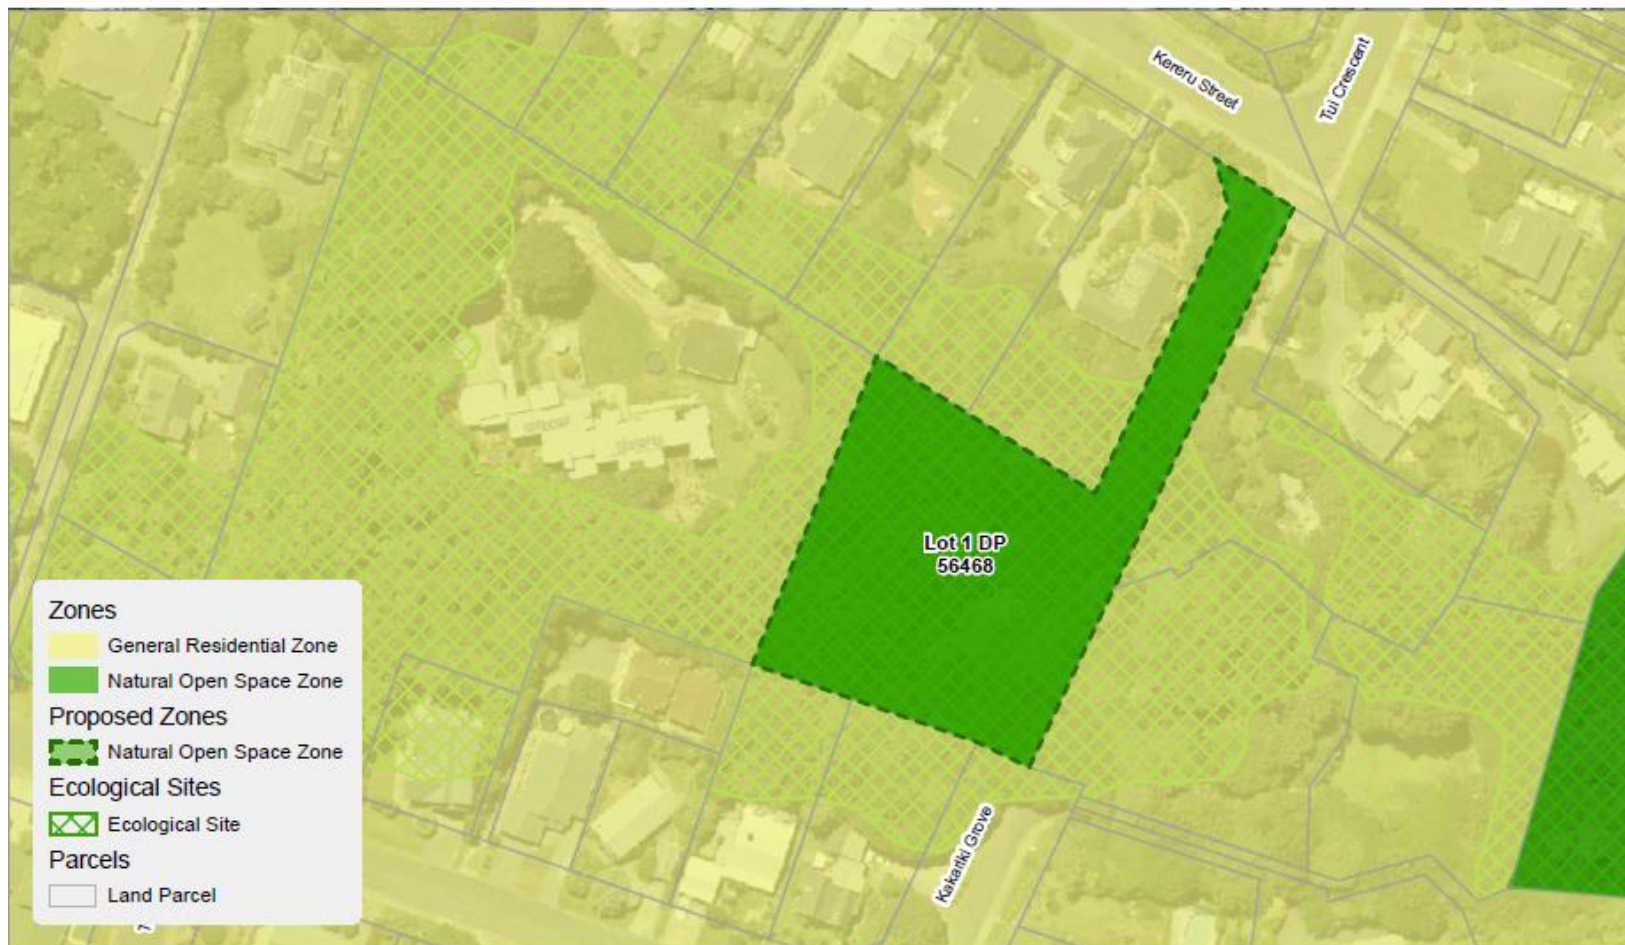 Kereru Street
Tui Crescent
Lot 1 DP
56468
Kakariki Grove
Zones
General Residential Zone
Natural Open Space Zone
Proposed Zones
Natural Open Space Zone
Ecological Sites
Ecological Site
Parcels
Land Parcel